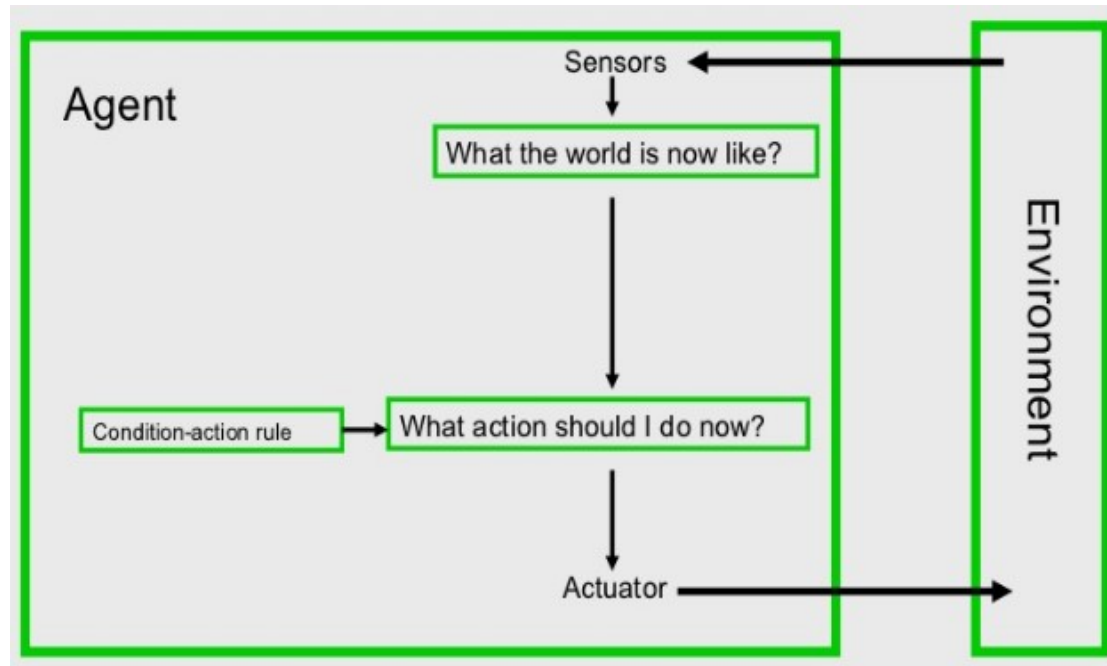 Sensors
Agent
What the world is now like?
Environment
Condition-action rule
What action should I do now?
Actuator